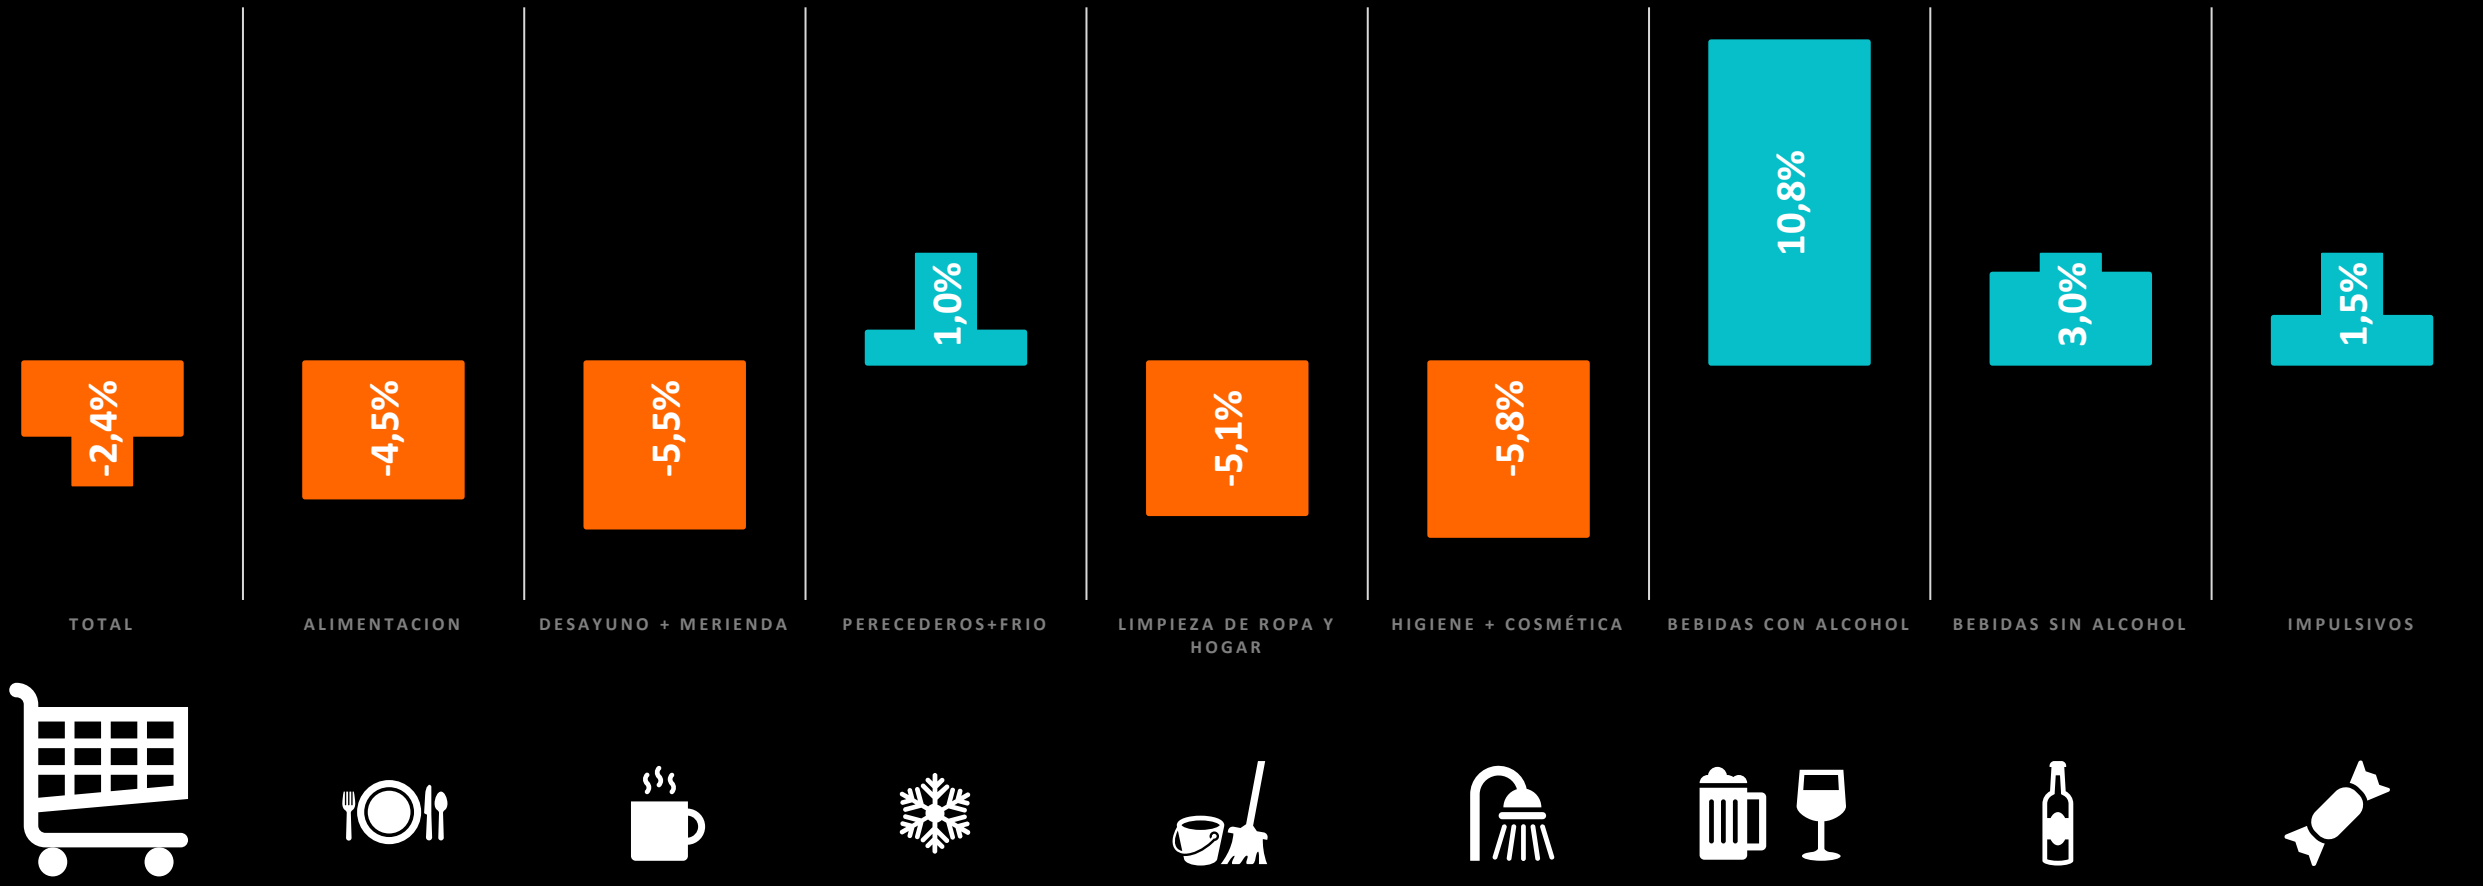 -2,4%
-4,5%
-5,5%
1,0%
-5,1%
-5,8%
10,8%
3,0%
1,5%
TOTAL
ALIMENTACION
DESAYUNO + MERIENDA
PERECEDEROS+FRIO
LIMPIEZA DE ROPA Y
HOGAR
HIGIENE + COSMÉTICA
BEBIDAS CON ALCOHOL
BEBIDAS SIN ALCOHOL
IMPULSIVOS